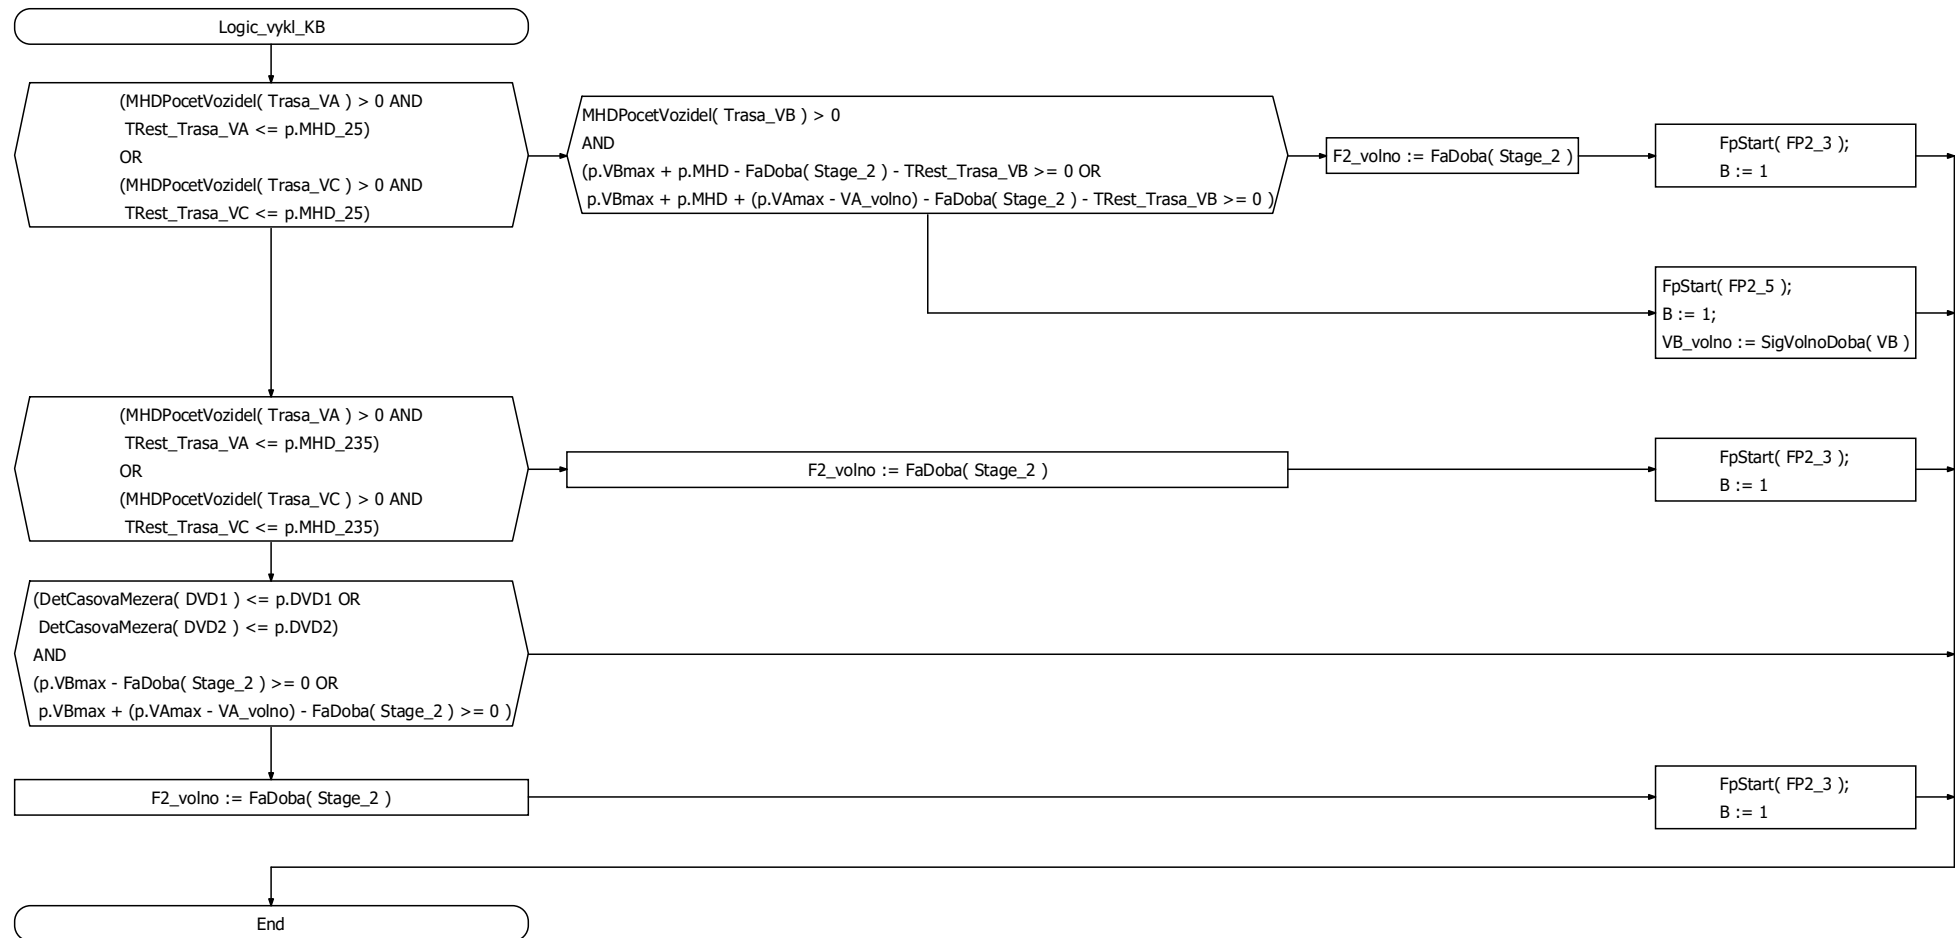 Logic_vykl_KB
(MHDPocetVozidel( Trasa_VA ) > 0 AND
TRest_Trasa_VA <= p.MHD_25)
OR
(MHDPocetVozidel( Trasa_VC ) > 0 AND
TRest_Trasa_VC <= p.MHD_25)
MHDPocetVozidel( Trasa_VB ) > 0
AND
(p.VBmax + p.MHD - FaDoba( Stage_2 ) - TRest_Trasa_VB >= 0 OR
p.VBmax + p.MHD + (p.VAmax - VA_volno) - FaDoba( Stage_2 ) - TRest_Trasa_VB >= 0 )
F2_volno := FaDoba( Stage_2 )
FpStart( FP2_3 );
B := 1
FpStart( FP2_5 );
B := 1;
VB_volno := SigVolnoDoba( VB )
(MHDPocetVozidel( Trasa_VA ) > 0 AND
TRest_Trasa_VA <= p.MHD_235)
OR
(MHDPocetVozidel( Trasa_VC ) > 0 AND
TRest_Trasa_VC <= p.MHD_235)
F2_volno := FaDoba( Stage_2 )
FpStart( FP2_3 );
B := 1
(DetCasovaMezera( DVD1 ) <= p.DVD1 OR
DetCasovaMezera( DVD2 ) <= p.DVD2)
AND
(p.VBmax - FaDoba( Stage_2 ) >= 0 OR
p.VBmax + (p.VAmax - VA_volno) - FaDoba( Stage_2 ) >= 0 )
F2_volno := FaDoba( Stage_2 )
FpStart( FP2_3 );
B := 1
End